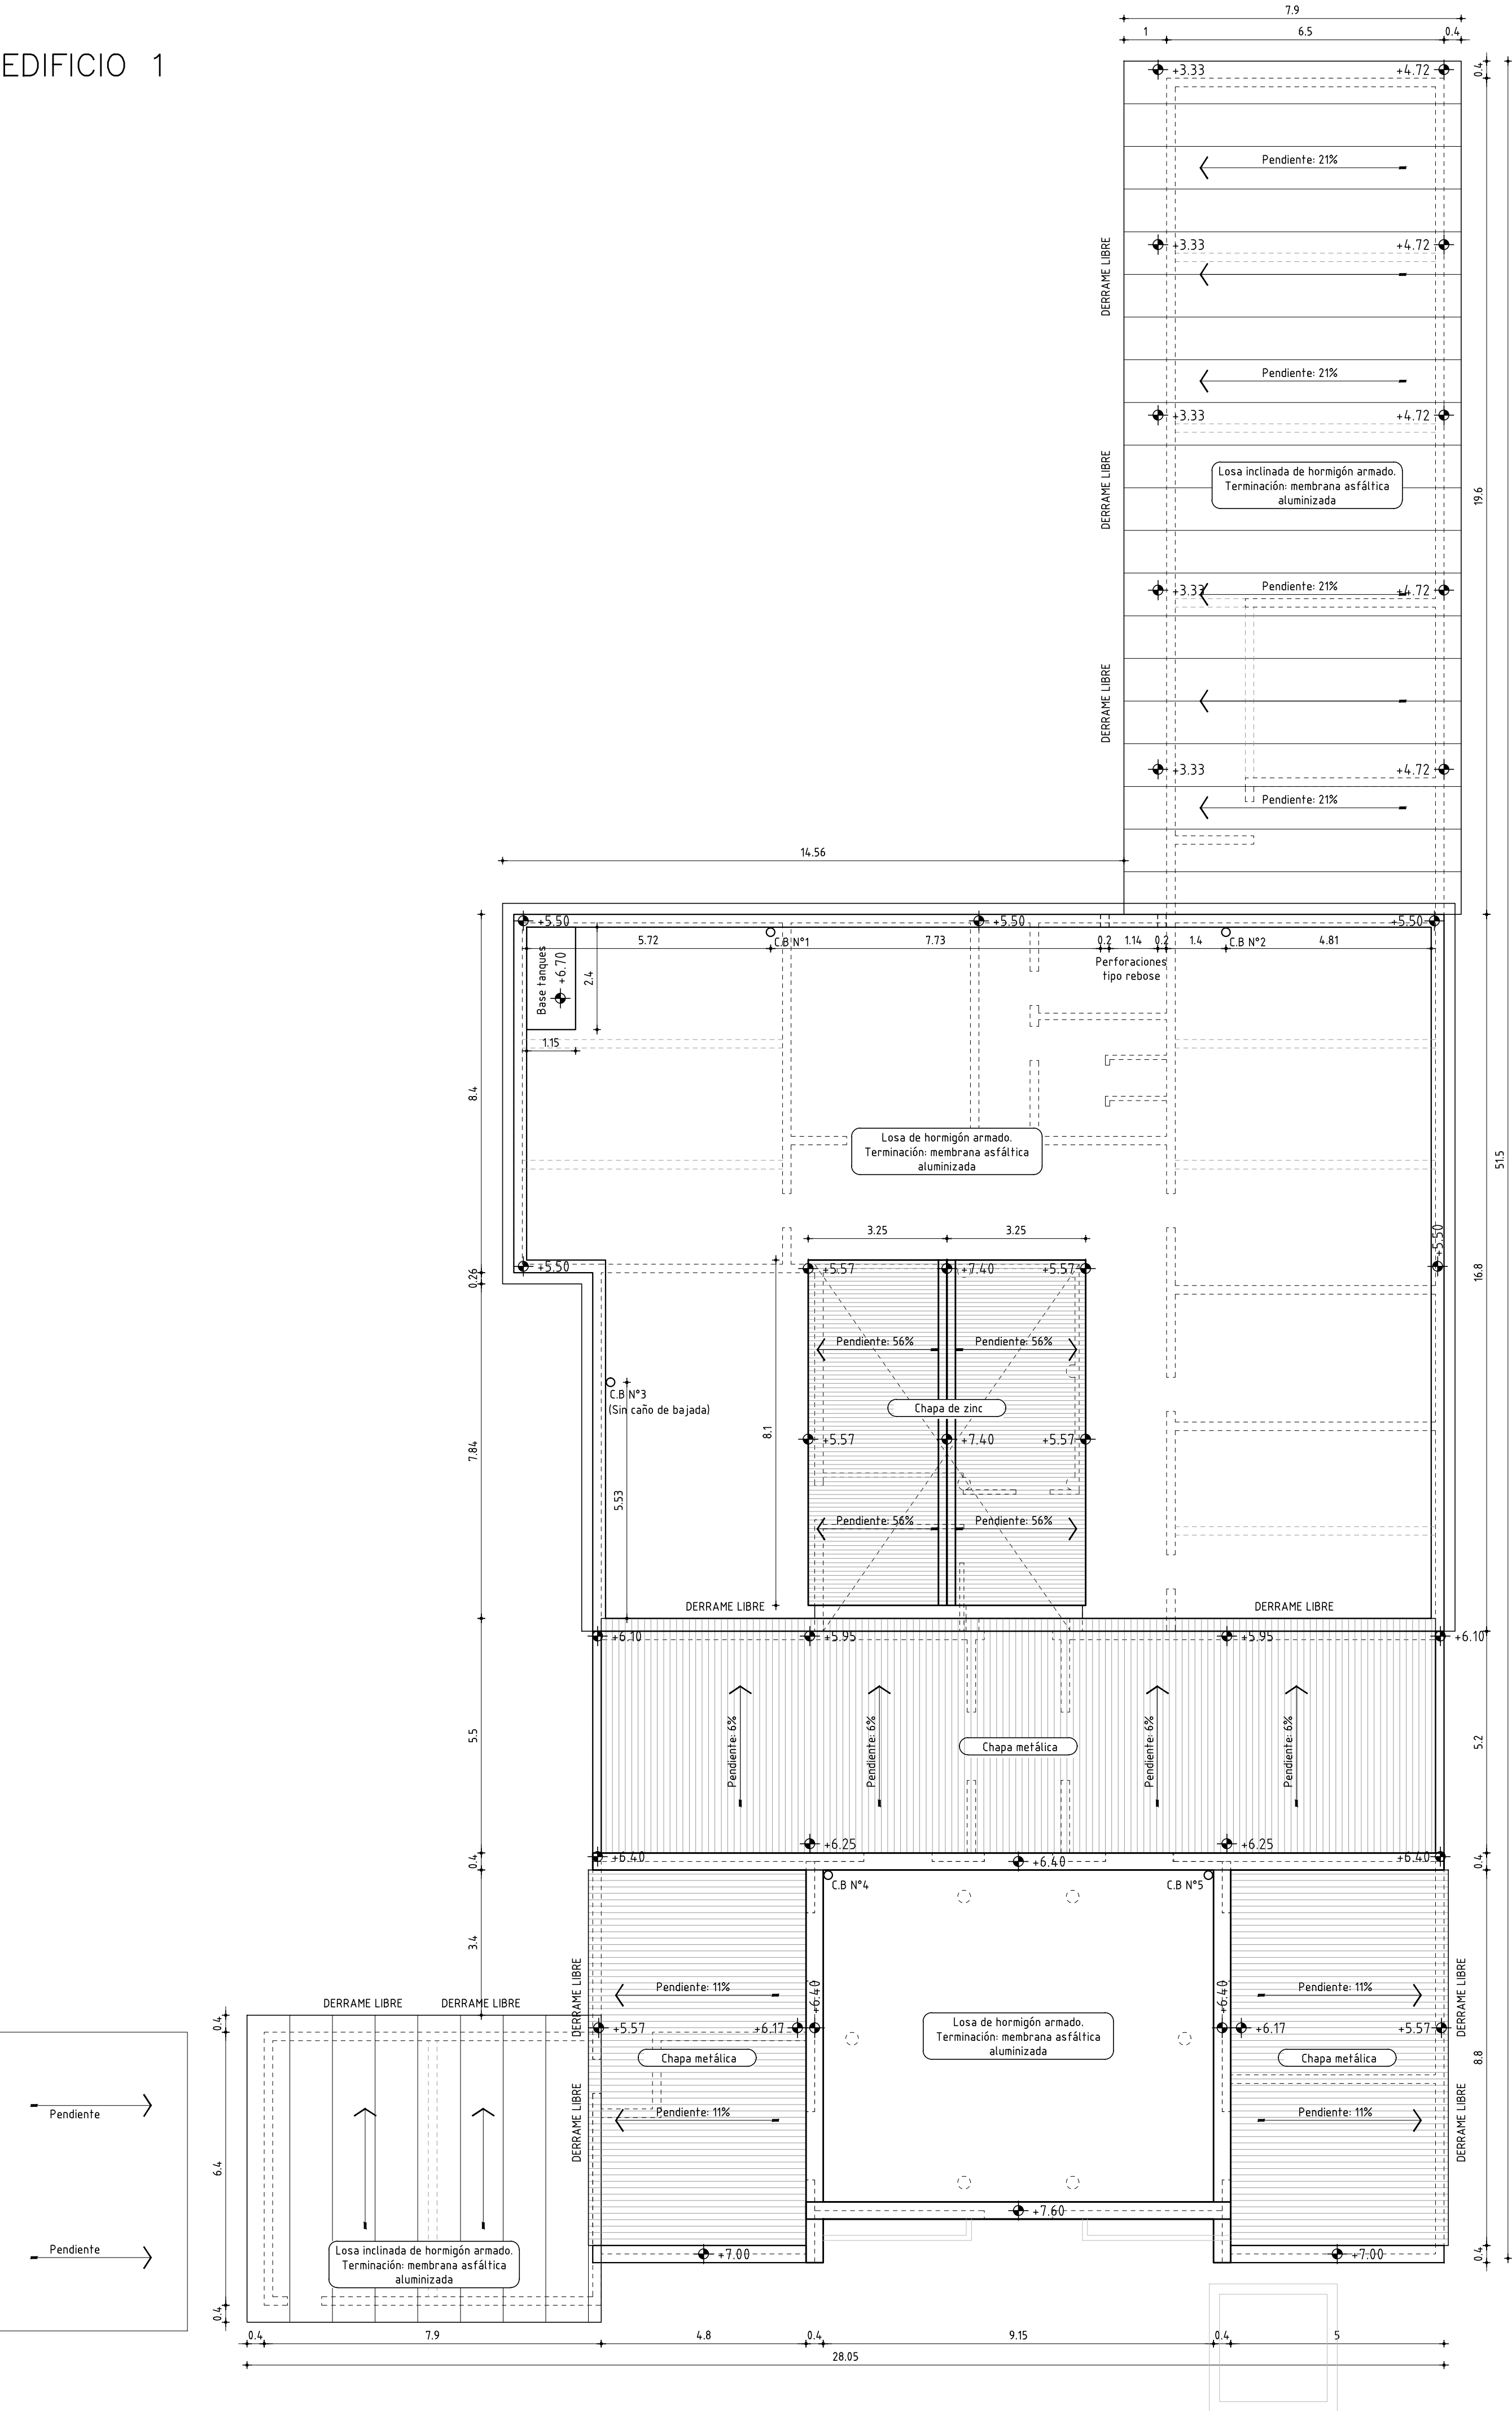 EDIFICIO 1
7.9
1
6.5
0.4
0.4
+3.33
+4.72
Pendiente: 21%
DERRAME LIBRE
+3.33
+4.72
Pendiente: 21%
+3.33
+4.72
DERRAME LIBRE
Losa inclinada de hormigón armado.
Terminación: membrana asfáltica
aluminizada
19.6
Pendiente: 21%
+3.33
+4.72
DERRAME LIBRE
+3.33
+4.72
Pendiente: 21%
14.56
+5.50
+5.50
+5.50
5.72
C.B N°1
7.73
0.2
1.14
0.2
1.4
C.B N°2
4.81
Perforaciones
tipo rebose
Base tanques
+6.70
2.4
1.15
8.4
Losa de hormigón armado.
Terminación: membrana asfáltica
aluminizada
51.5
3.25
3.25
+5.50
+5.50
0.26
+5.57
+7.40
+5.57
16.8
Pendiente: 56%
Pendiente: 56%
C.B N°3
(Sin caño de bajada)
Chapa de zinc
8.1
7.84
+5.57
+7.40
+5.57
5.53
Pendiente: 56%
Pendiente: 56%
DERRAME LIBRE
DERRAME LIBRE
+6.10
+5.95
+5.95
+6.10
5.5
Pendiente: 6%
Pendiente: 6%
Pendiente: 6%
Pendiente: 6%
Chapa metálica
5.2
+6.25
+6.25
0.4
+6.40
+6.40
+6.40
0.4
C.B N°4
C.B N°5
3.4
DERRAME LIBRE
Pendiente: 11%
+6.40
+6.40
Pendiente: 11%
DERRAME LIBRE
DERRAME LIBRE
DERRAME LIBRE
0.4
+5.57
+6.17
Losa de hormigón armado.
Terminación: membrana asfáltica
aluminizada
+6.17
+5.57
Chapa metálica
Chapa metálica
8.8
Pendiente
DERRAME LIBRE
Pendiente: 11%
Pendiente: 11%
DERRAME LIBRE
6.4
+7.60
Pendiente
Losa inclinada de hormigón armado.
Terminación: membrana asfáltica
aluminizada
+7.00
+7.00
0.4
0.4
0.4
7.9
4.8
0.4
9.15
0.4
5
28.05